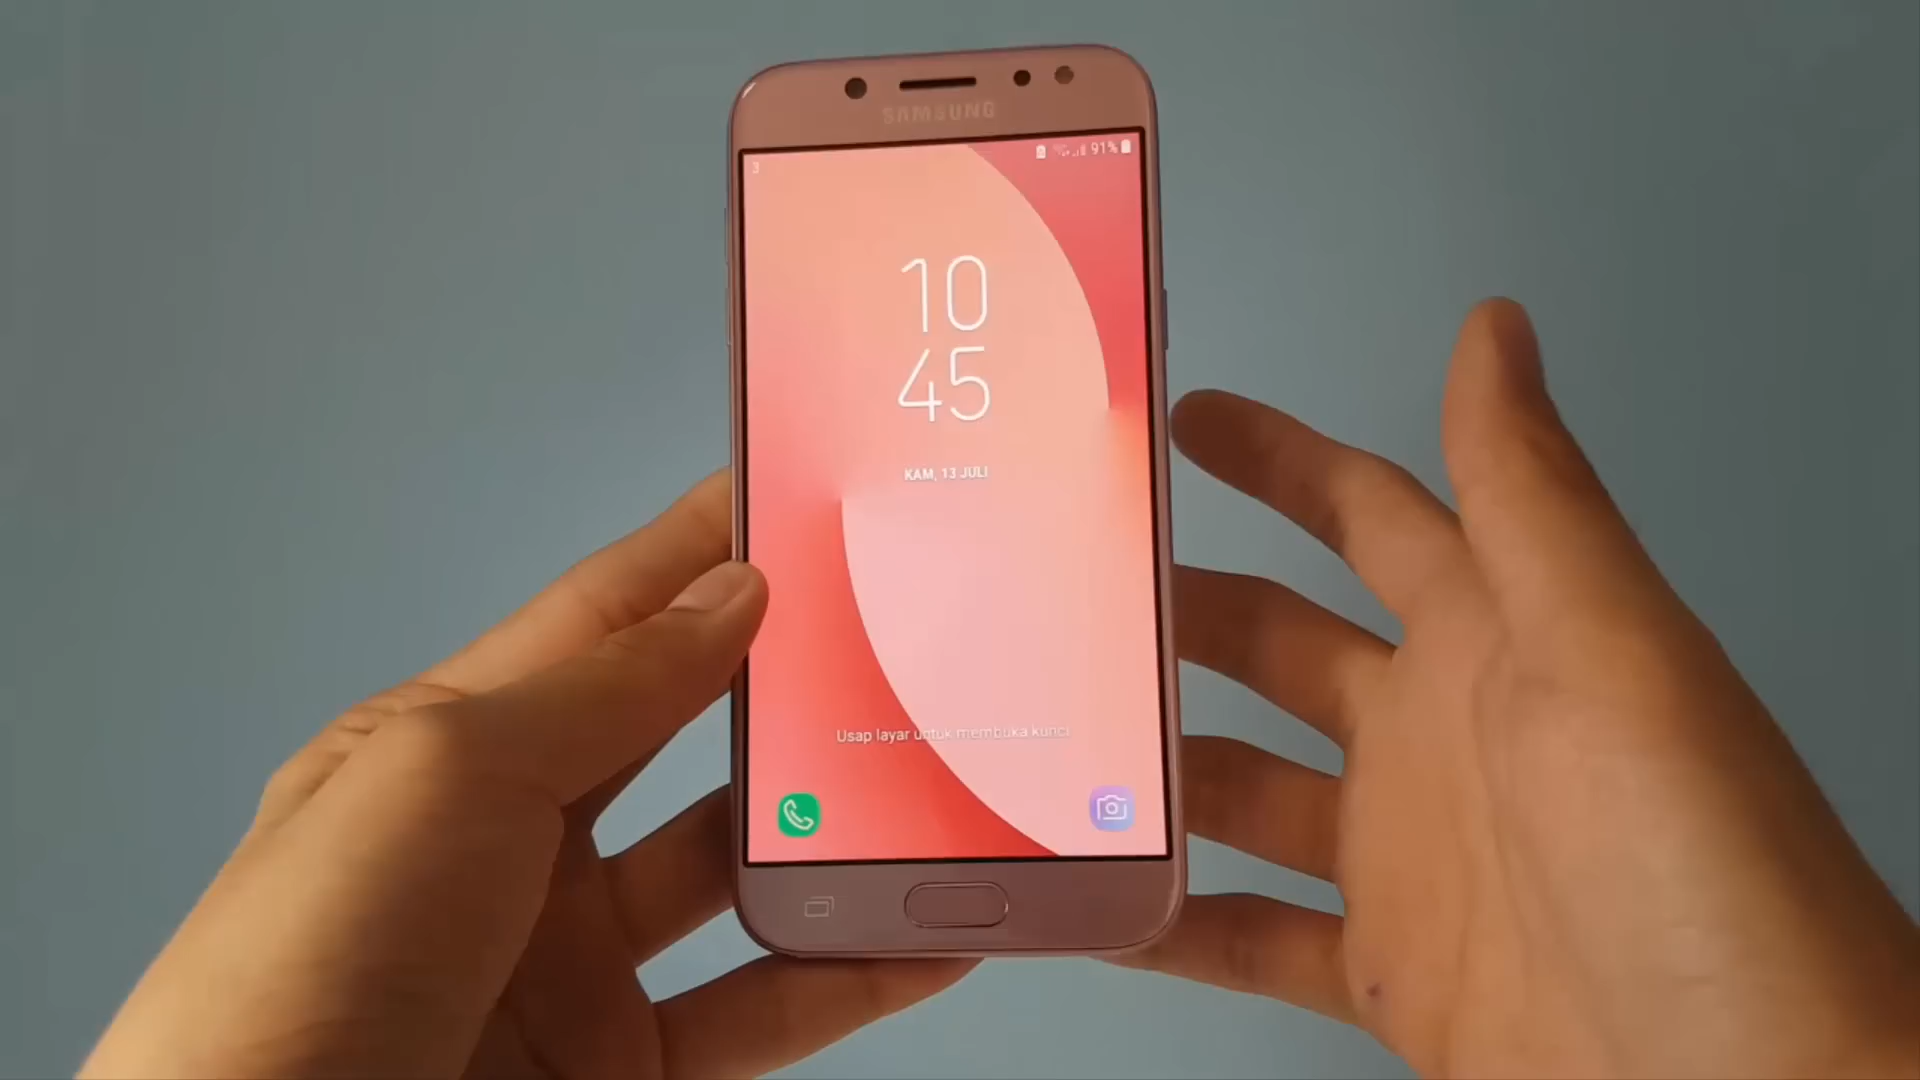 SAMSUNG
91%
10
45
KAM, 13 JULI
Usap layar untuk membuka kunci